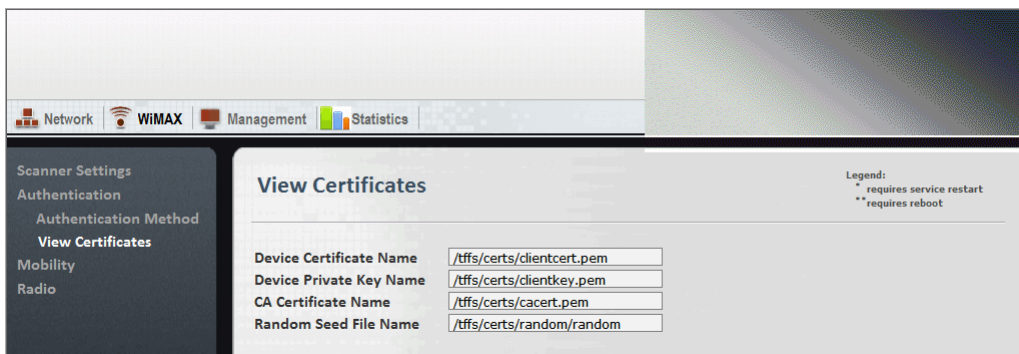 Network WiMAX Management Statistics
Scanner Settings
Authentication
Authentication Method
View Certificates
Mobility
Radio
View Certificates
Legend:
* requires service restart
** requires reboot
Device Certificate Name /tffs/certs/clientcert.pem
Device Private Key Name /tffs/certs/clientkey.pem
CA Certificate Name /tffs/certs/cacert.pem
Random Seed File Name /tffs/certs/random/random